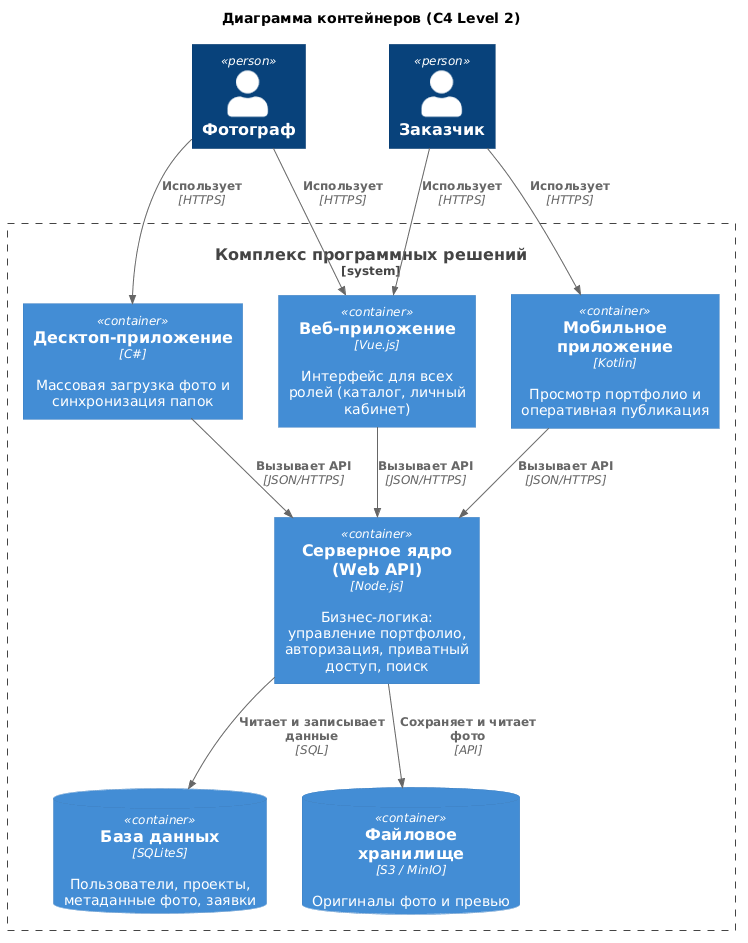 Диаграмма контейнеров (C4 Level 2)
«person»
Фотограф
«person»
Заказчик
Использует
[HTTPS]
Использует
[HTTPS]
Использует
[HTTPS]
Использует
[HTTPS]
Комплекс программных решений
[system]
«container»
Десктоп-приложение
[C#]
Массовая загрузка фото и
синхронизация папок
«container»
Веб-приложение
[Vue.js]
Интерфейс для всех
ролей (каталог, личный
кабинет)
«container»
Мобильное
приложение
[Kotlin]
Просмотр портфолио и
оперативная публикация
Вызывает API
[JSON/HTTPS]
Вызывает API
[JSON/HTTPS]
Вызывает API
[JSON/HTTPS]
«container»
Серверное ядро
(Web API)
[Node.js]
Бизнес-логика:
управление портфолио,
авторизация, приватный
доступ, поиск
Читает и записывает
данные
[SQL]
Сохраняет и читает
фото
[API]
«container»
База данных
[SQLiteS]
Пользователи, проекты,
метаданные фото, заявки
«container»
Файловое
хранилище
[S3 / MinIO]
Оригиналы фото и превью